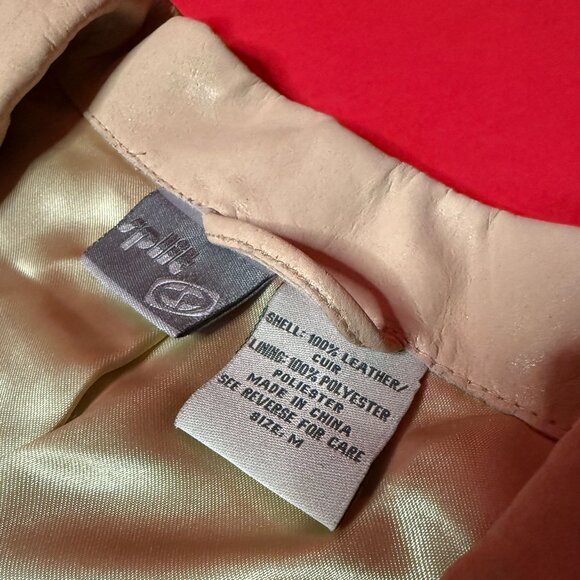 split
SHELL: 100% LEATHER/
CUIR
LINING: 100% POLYESTER
POLIESTER
MADE IN CHINA
SEE REVERSE FOR CARE
SIZE: M